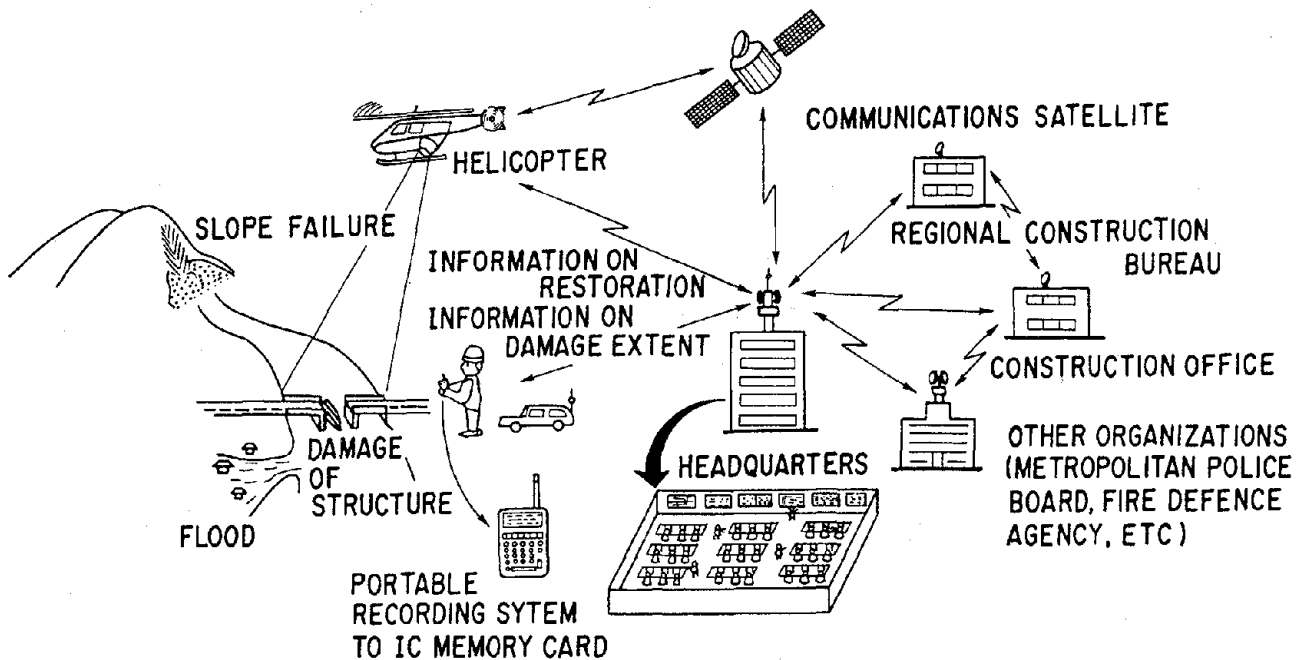 COMMUNICATIONS SATELLITE
HELICOPTER
SLOPE FAILURE
REGIONAL CONSTRUCTION
BUREAU
INFORMATION ON
RESTORATION
INFORMATION ON
DAMAGE EXTENT
CONSTRUCTION OFFICE
DAMAGE
OF
STRUCTURE
FLOOD
HEADQUARTERS
OTHER ORGANIZATIONS
(METROPOLITAN POLICE
BOARD, FIRE DEFENCE
AGENCY, ETC)
PORTABLE
RECORDING SYTEM
TO IC MEMORY CARD